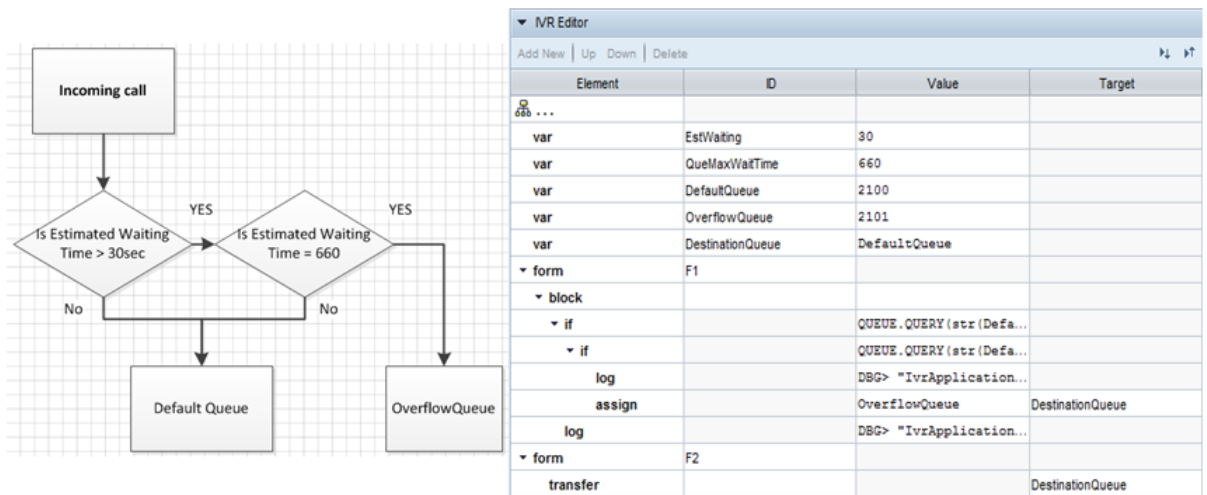 Incoming call
Is Estimated Waiting
Time > 30sec
YES
Is Estimated Waiting
Time = 660
YES
No
No
Default Queue
OverflowQueue
IVR Editor
Add New Up Down Delete
Element ID Value Target
...
var EstWaiting 30
var QueMaxWaitTime 660
var DefaultQueue 2100
var OverflowQueue 2101
var DestinationQueue DefaultQueue
form F1
block
if QUEUE.QUERY(str(Defa...
if QUEUE.QUERY(str(Defa...
log DBG> "IvrApplication...
assign OverflowQueue DestinationQueue
log DBG> "IvrApplication...
form F2
transfer DestinationQueue